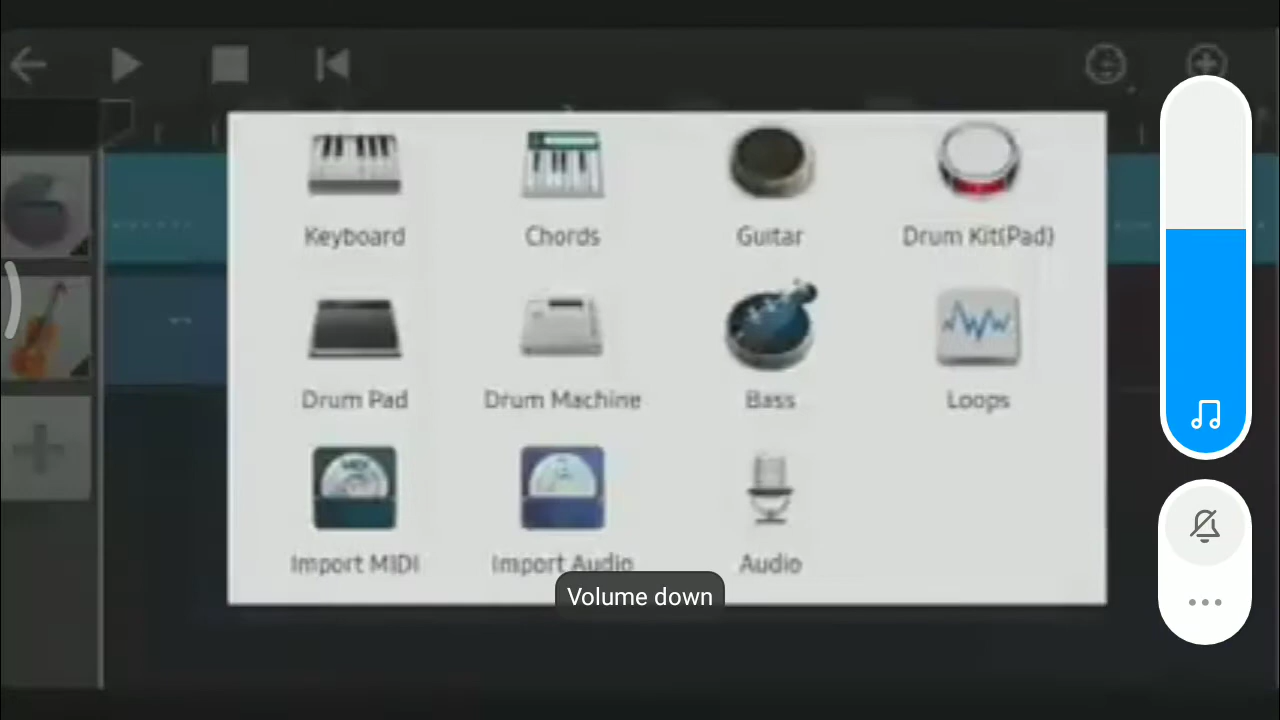 Keyboard
Chords
Guitar
Drum Kit(Pad)
Drum Pad
Drum Machine
Bass
Loops
Import MIDI
Import Audio
Audio
Volume down